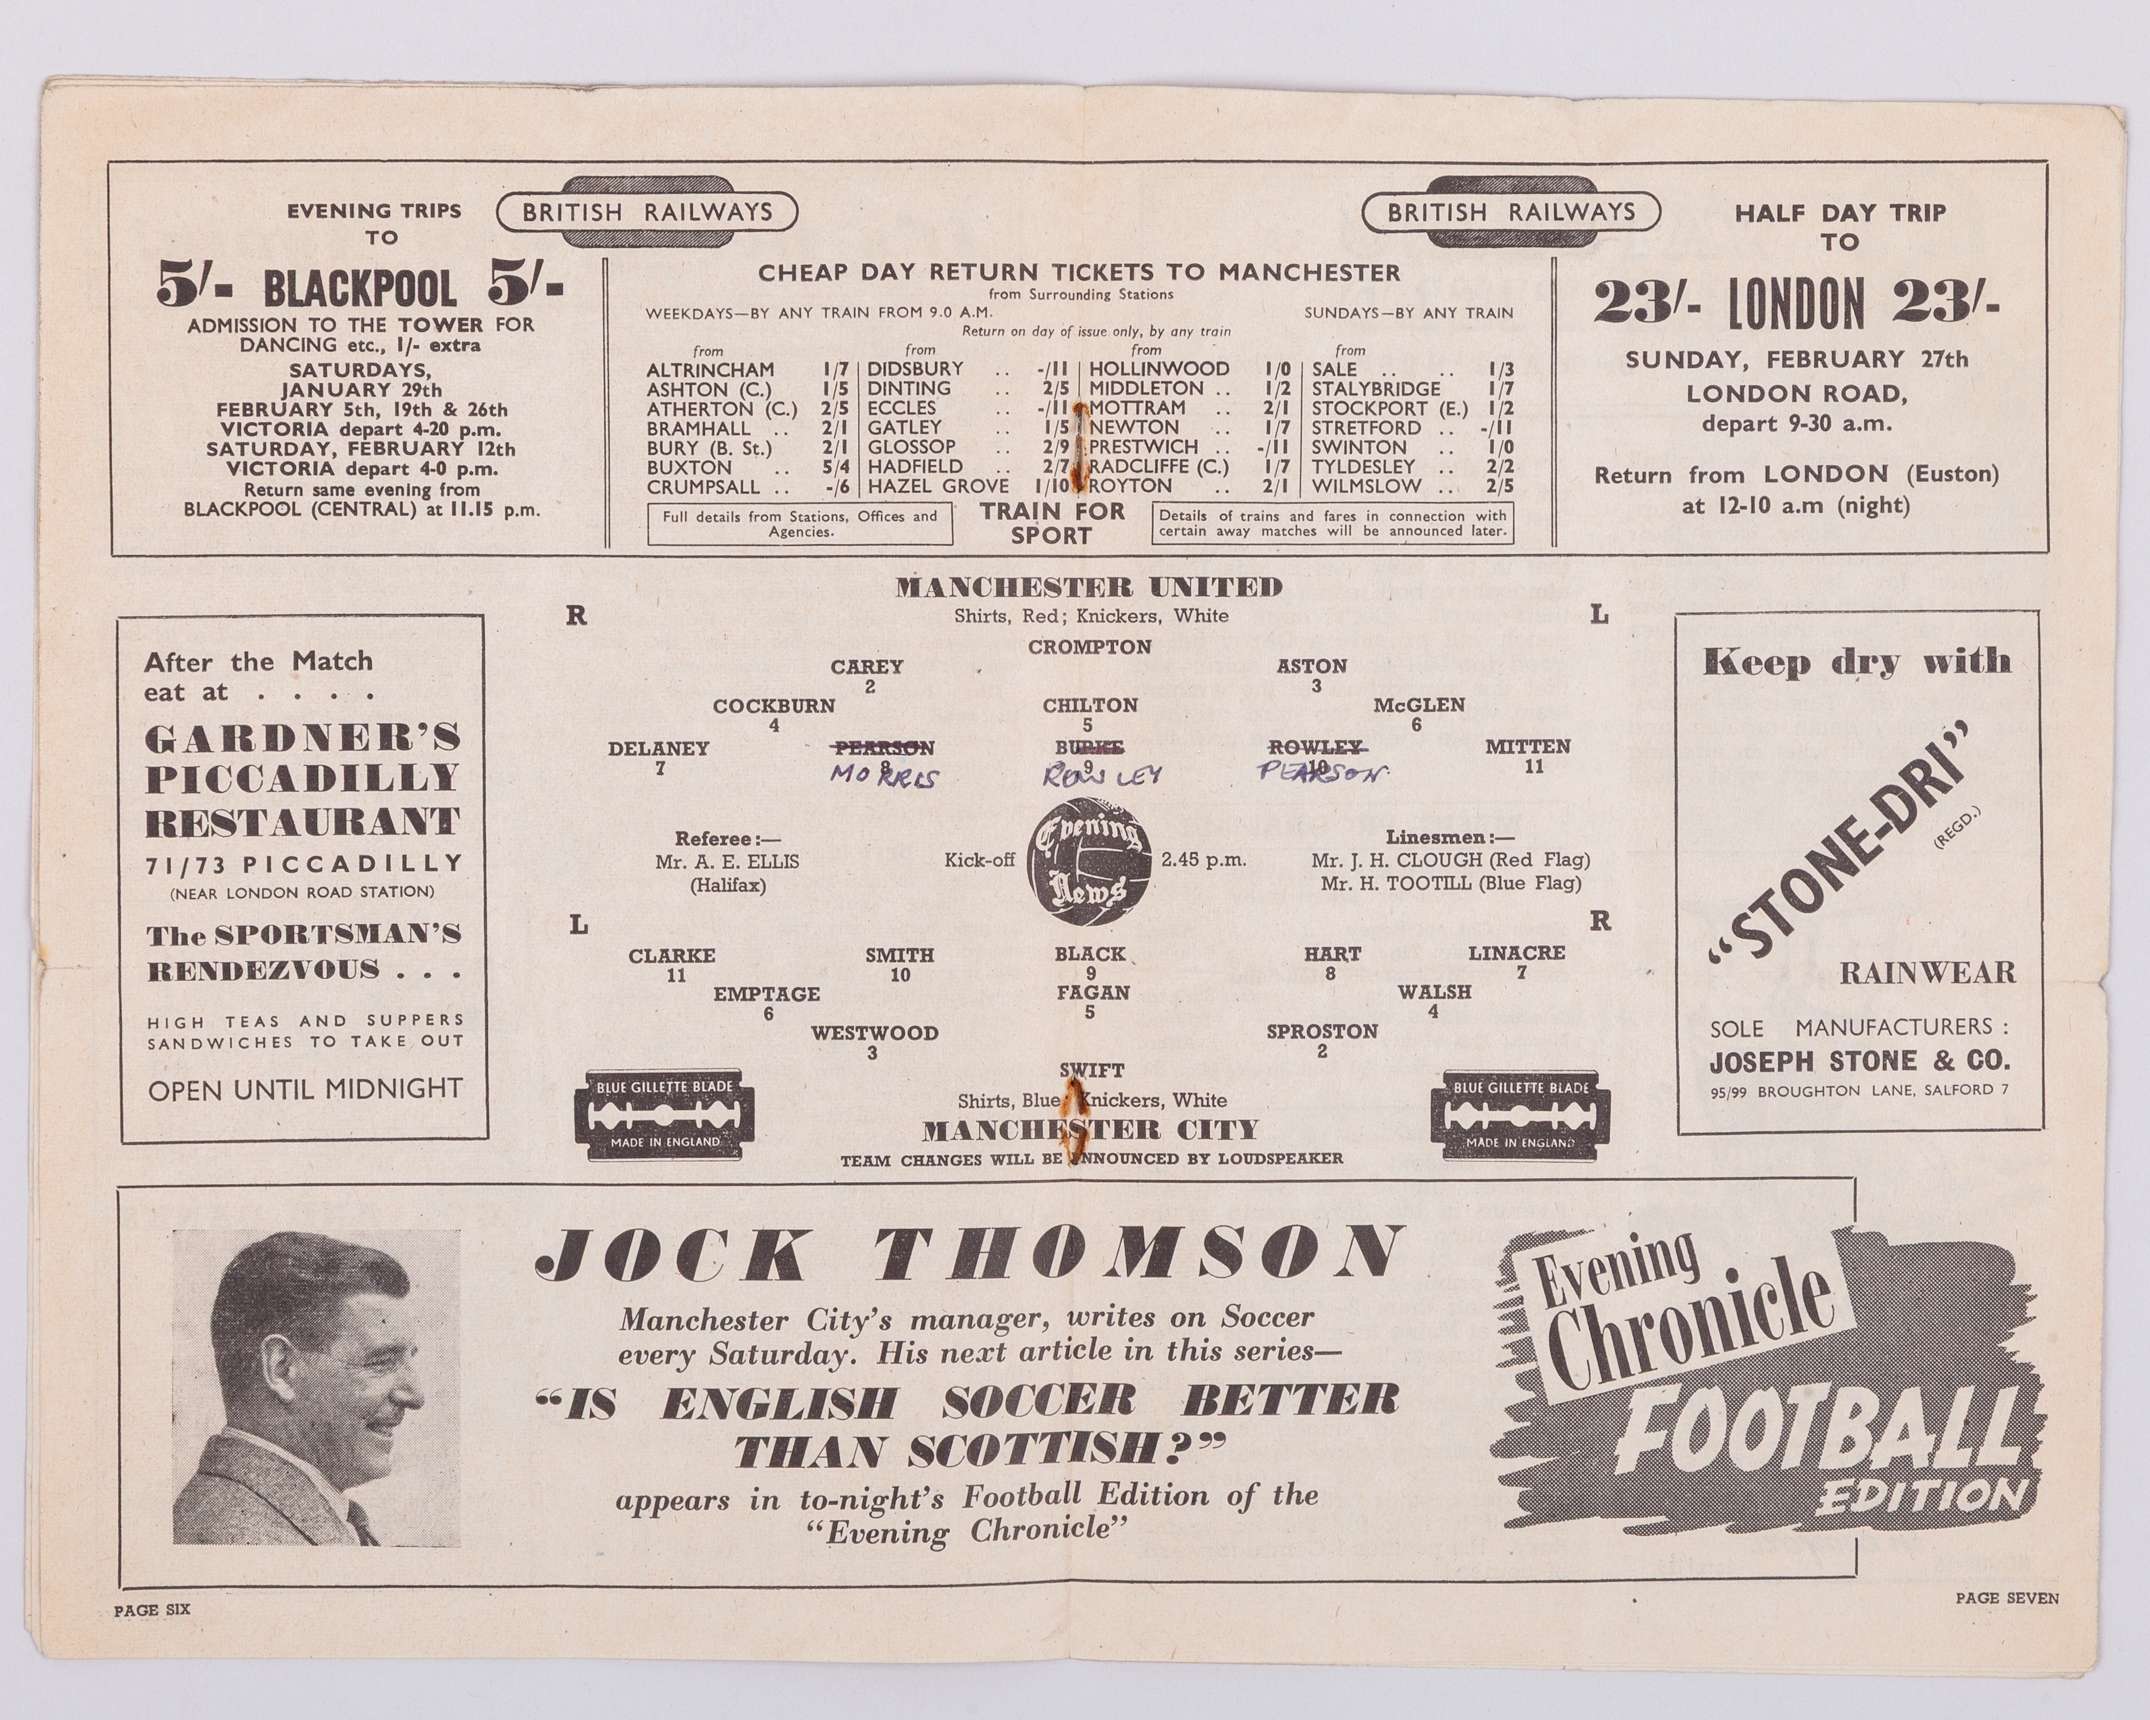 EVENING TRIPS
TO
BRITISH RAILWAYS
5/- BLACKPOOL 5/-
ADMISSION TO THE TOWER FOR
DANCING etc., 1/- extra
SATURDAYS,
JANUARY 29th
FEBRUARY 5th, 19th & 26th
VICTORIA depart 4-20 p.m.
SATURDAY, FEBRUARY 12th
VICTORIA depart 4-0 p.m.
Return same evening from
BLACKPOOL (CENTRAL) at 11.15 p.m.
CHEAP DAY RETURN TICKETS TO MANCHESTER
from Surrounding Stations
WEEKDAYS—BY ANY TRAIN FROM 9.0 A.M. SUNDAYS—BY ANY TRAIN
Return on day of issue only, by any train
from from from from
ALTRINCHAM 1/7 DIDSBURY .. -/11 HOLLINWOOD 1/0 SALE .. .. 1/3
ASHTON (C.) 1/5 DINTING .. 2/5 MIDDLETON .. 1/2 STALYBRIDGE 1/7
ATHERTON (C.) 2/5 ECCLES .. -/11 MOTTRAM .. 2/1 STOCKPORT (E.) 1/2
BRAMHALL .. 2/1 GATLEY .. 1/5 NEWTON .. 1/7 STRETFORD .. -/11
BURY (B. St.) 2/1 GLOSSOP .. 2/9 PRESTWICH .. -/11 SWINTON .. 1/0
BUXTON .. 5/4 HADFIELD .. 2/7 RADCLIFFE (C.) 1/7 TYLDESLEY .. 2/2
CRUMPSALL .. -/6 HAZEL GROVE 1/10 ROYTON .. 2/1 WILMSLOW .. 2/5
Full details from Stations, Offices and
Agencies.
TRAIN FOR
SPORT
Details of trains and fares in connection with
certain away matches will be announced later.
BRITISH RAILWAYS
HALF DAY TRIP
TO
23/- LONDON 23/-
SUNDAY, FEBRUARY 27th
LONDON ROAD,
depart 9-30 a.m.
Return from LONDON (Euston)
at 12-10 a.m (night)
After the Match
eat at . . . .
GARDNER'S
PICCADILLY
RESTAURANT
71/73 PICCADILLY
(NEAR LONDON ROAD STATION)
The SPORTSMAN'S
RENDEZVOUS . . .
HIGH TEAS AND SUPPERS
SANDWICHES TO TAKE OUT
OPEN UNTIL MIDNIGHT
MANCHESTER UNITED
R L
Shirts, Red; Knickers, White
CROMPTON
CAREY ASTON
2 3
COCKBURN CHILTON McGLEN
4 5 6
DELANEY PEARSON BURKE ROWLEY MITTEN
7 8 9 10 11
MORRIS ROWLEY PEARSON
Referee:—
Mr. A. E. ELLIS
(Halifax)
Kick-off
Evening
News
2.45 p.m.
Linesmen:—
Mr. J. H. CLOUGH (Red Flag)
Mr. H. TOOTILL (Blue Flag)
L R
CLARKE SMITH BLACK HART LINACRE
11 10 9 8 7
EMPTAGE FAGAN WALSH
6 5 4
WESTWOOD SPROSTON
3 2
SWIFT
Shirts, Blue Knickers, White
MANCHESTER CITY
TEAM CHANGES WILL BE ANNOUNCED BY LOUDSPEAKER
BLUE GILLETTE BLADE
MADE IN ENGLAND
BLUE GILLETTE BLADE
MADE IN ENGLAND
Keep dry with
"STONE-DRI"
(REGD.)
RAINWEAR
SOLE MANUFACTURERS :
JOSEPH STONE & CO.
95/99 BROUGHTON LANE, SALFORD 7
JOCK THOMSON
Manchester City's manager, writes on Soccer
every Saturday. His next article in this series—
"IS ENGLISH SOCCER BETTER
THAN SCOTTISH?"
appears in to-night's Football Edition of the
"Evening Chronicle"
Evening
Chronicle
FOOTBALL
EDITION
PAGE SIX
PAGE SEVEN